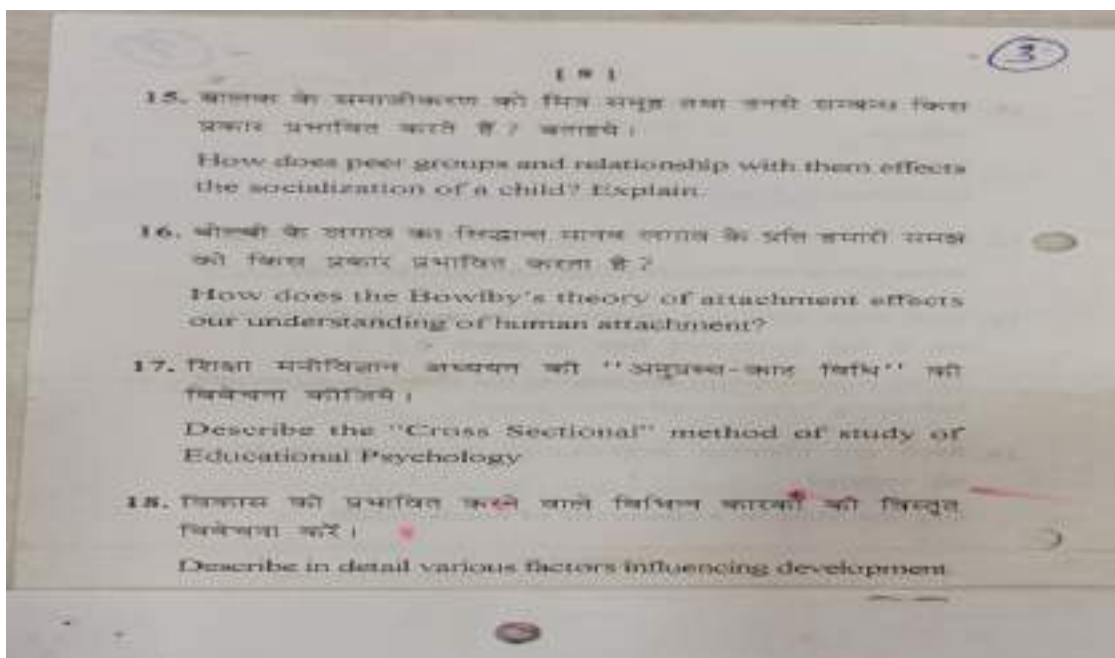 3
15. बालक के समाजीकरण को मित्र समूह तथा उनसे सम्बन्ध किस
प्रकार प्रभावित करते हैं ? बताइये ।
How does peer groups and relationship with them effects
the socialization of a child? Explain.
16. बोल्बी के लगाव का सिद्धान्त मानव लगाव के प्रति हमारी समझ
को किस प्रकार प्रभावित करता है ?
How does the Bowlby's theory of attachment effects
our understanding of human attachment?
17. शिक्षा मनोविज्ञान अध्ययन की ''अनुप्रस्थ-काट विधि'' की
विवेचना कीजिये ।
Describe the "Cross Sectional" method of study of
Educational Psychology
18. विकास को प्रभावित करने वाले विभिन्न कारकों की विस्तृत
विवेचना करें ।
Describe in detail various factors influencing development